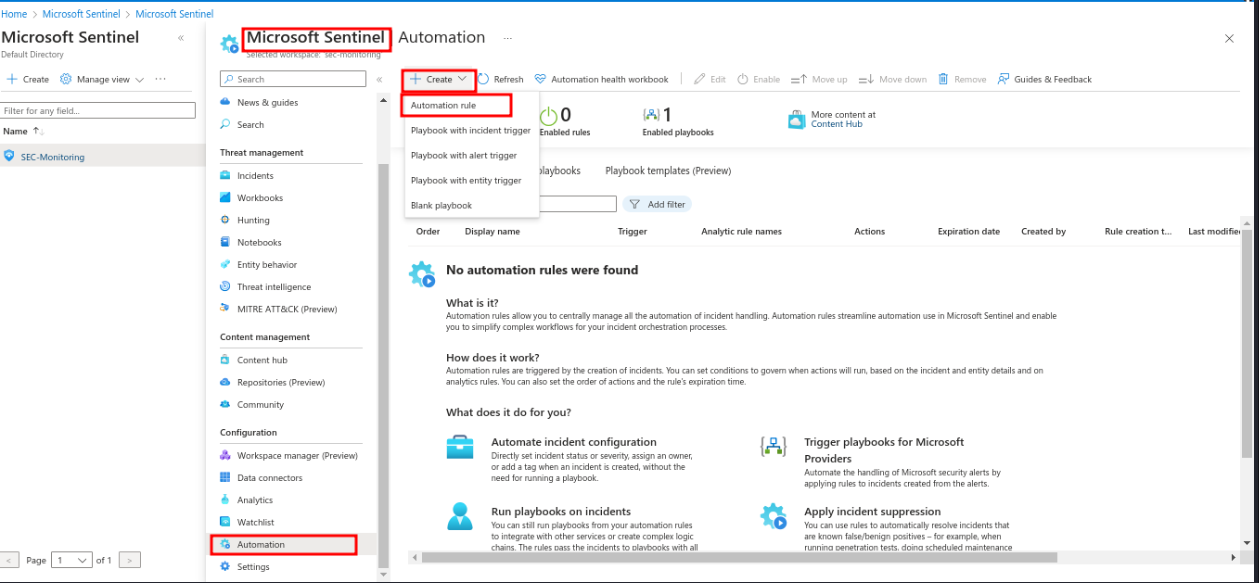 Home > Microsoft Sentinel > Microsoft Sentinel
Microsoft Sentinel «
Default Directory
+ Create Manage view ···
Filter for any field...
Name ↑↓
SEC-Monitoring
< Page 1 of 1 >
Microsoft Sentinel | Automation ...
Selected workspace: 'sec-monitoring'
Search «
News & guides
Search
Threat management
Incidents
Workbooks
Hunting
Notebooks
Entity behavior
Threat intelligence
MITRE ATT&CK (Preview)
Content management
Content hub
Repositories (Preview)
Community
Configuration
Workspace manager (Preview)
Data connectors
Analytics
Watchlist
Automation
Settings
+ Create Refresh Automation health workbook Edit Enable Move up Move down Remove Guides & Feedback
Automation rule
Playbook with incident trigger
Playbook with alert trigger
Playbook with entity trigger
Blank playbook
0
Enabled rules
1
Enabled playbooks
More content at
Content Hub
playbooks Playbook templates (Preview)
Add filter
Order Display name Trigger Analytic rule names Actions Expiration date Created by Rule creation t... Last modifie
No automation rules were found
What is it?
Automation rules allow you to centrally manage all the automation of incident handling. Automation rules streamline automation use in Microsoft Sentinel and enable
you to simplify complex workflows for your incident orchestration processes.
How does it work?
Automation rules are triggered by the creation of incidents. You can set conditions to govern when actions will run, based on the incident and entity details and on
analytics rules. You can also set the order of actions and the rule's expiration time.
What does it do for you?
Automate incident configuration
Directly set incident status or severity, assign an owner,
or add a tag when an incident is created, without the
need for running a playbook.
Trigger playbooks for Microsoft
Providers
Automate the handling of Microsoft security alerts by
applying rules to incidents created from the alerts.
Run playbooks on incidents
You can still run playbooks from your automation rules
to integrate with other services or create complex logic
chains. The rules pass the incidents to playbooks with all
Apply incident suppression
You can use rules to automatically resolve incidents that
are known false/benign positives – for example, when
running penetration tests, doing scheduled maintenance